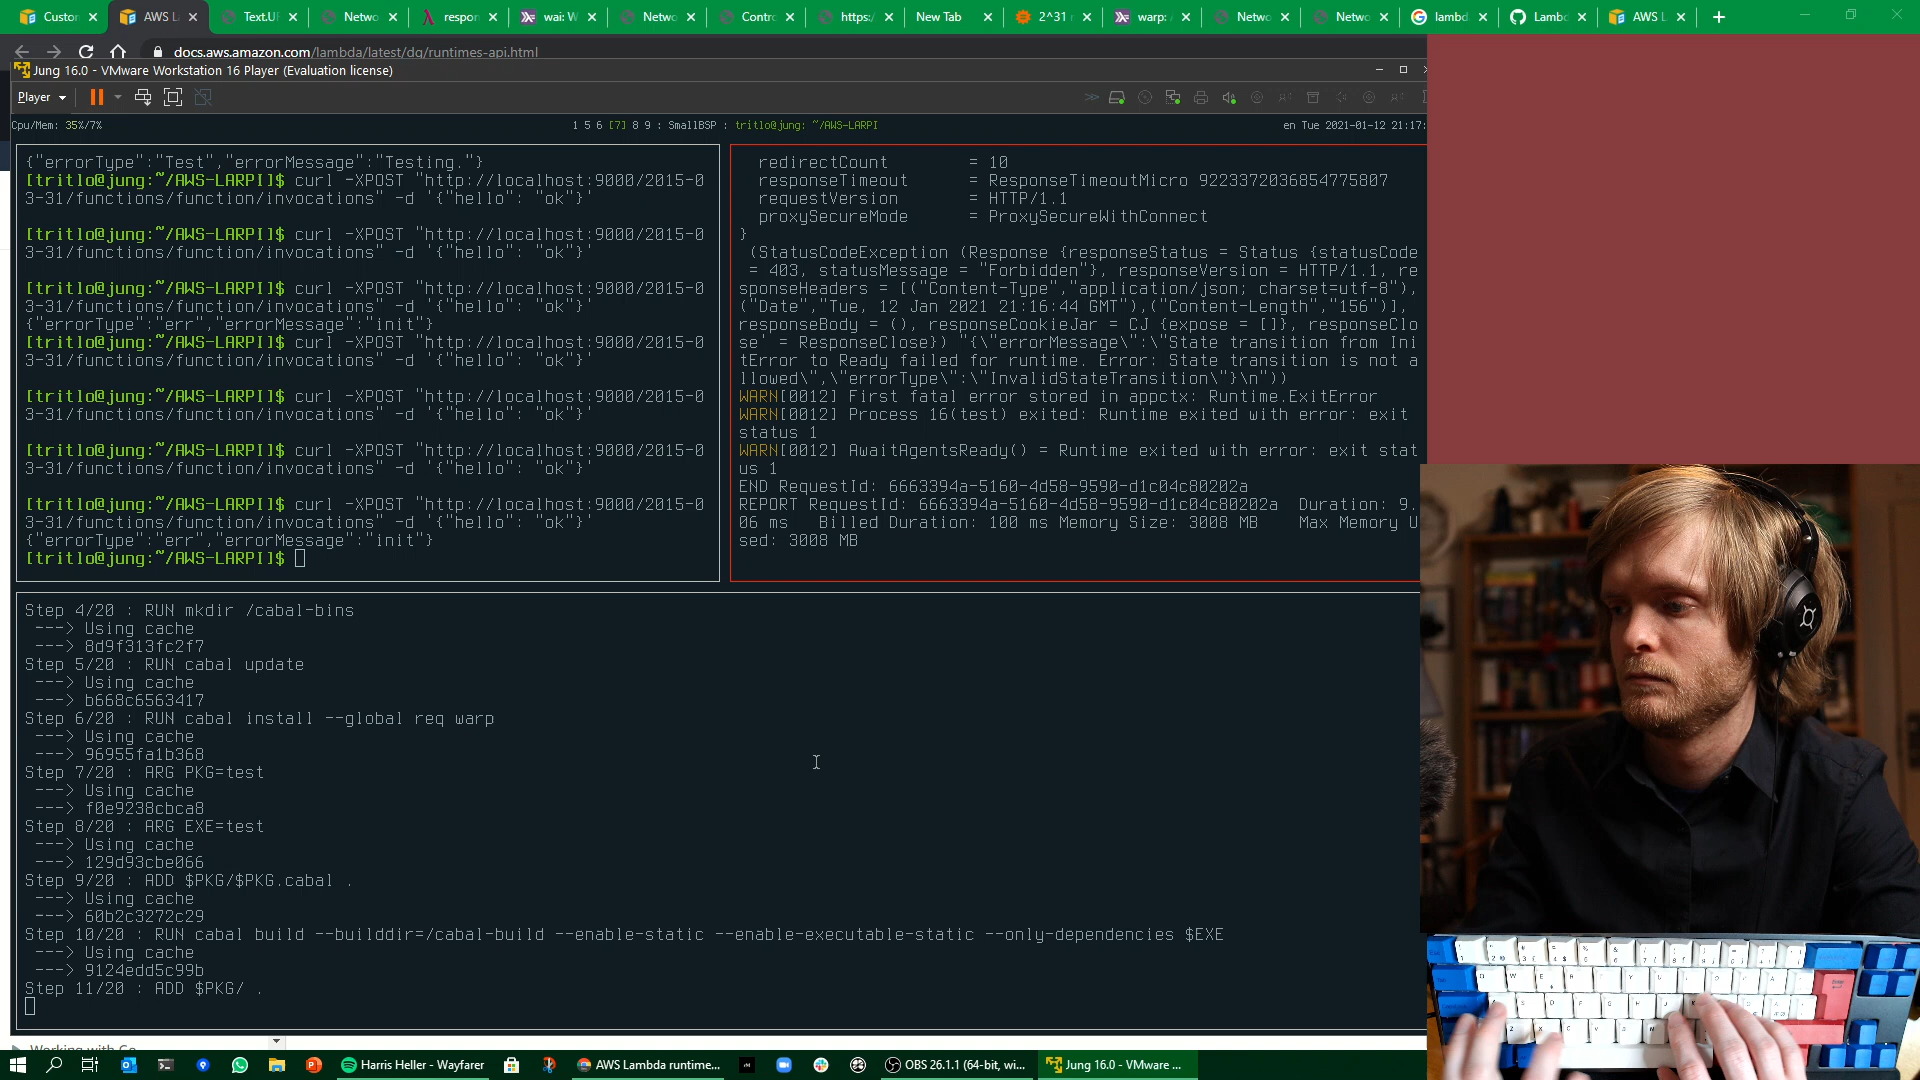 Custon
AWS L
Text.U
Netwo
respor
wai: W
Netwo
Contro
https:/
New Tab
2^31
warp:
Netwo
Netwo
lambd
Lambd
AWS L
docs.aws.amazon.com/lambda/latest/dg/runtimes-api.html
Jung 16.0 - VMware Workstation 16 Player (Evaluation license)
Player
Cpu/Mem: 35%/7%
1 5 6 [7] 8 9 : SmallBSP : tritlo@jung: ~/AWS-LARPI
en Tue 2021-01-12 21:17:
{"errorType":"Test","errorMessage":"Testing."}
[tritlo@jung:~/AWS-LARPI]$ curl -XPOST "http://localhost:9000/2015-0
3-31/functions/function/invocations" -d '{"hello": "ok"}'
[tritlo@jung:~/AWS-LARPI]$ curl -XPOST "http://localhost:9000/2015-0
3-31/functions/function/invocations" -d '{"hello": "ok"}'
[tritlo@jung:~/AWS-LARPI]$ curl -XPOST "http://localhost:9000/2015-0
3-31/functions/function/invocations" -d '{"hello": "ok"}'
{"errorType":"err","errorMessage":"init"}
[tritlo@jung:~/AWS-LARPI]$ curl -XPOST "http://localhost:9000/2015-0
3-31/functions/function/invocations" -d '{"hello": "ok"}'
[tritlo@jung:~/AWS-LARPI]$ curl -XPOST "http://localhost:9000/2015-0
3-31/functions/function/invocations" -d '{"hello": "ok"}'
[tritlo@jung:~/AWS-LARPI]$ curl -XPOST "http://localhost:9000/2015-0
3-31/functions/function/invocations" -d '{"hello": "ok"}'
[tritlo@jung:~/AWS-LARPI]$ curl -XPOST "http://localhost:9000/2015-0
3-31/functions/function/invocations" -d '{"hello": "ok"}'
{"errorType":"err","errorMessage":"init"}
[tritlo@jung:~/AWS-LARPI]$
redirectCount = 10
responseTimeout = ResponseTimeoutMicro 9223372036854775807
requestVersion = HTTP/1.1
proxySecureMode = ProxySecureWithConnect
}
(StatusCodeException (Response {responseStatus = Status {statusCode
= 403, statusMessage = "Forbidden"}, responseVersion = HTTP/1.1, re
sponseHeaders = [("Content-Type","application/json; charset=utf-8"),
("Date","Tue, 12 Jan 2021 21:16:44 GMT"),("Content-Length","156")],
responseBody = (), responseCookieJar = CJ {expose = []}, responseClo
se' = ResponseClose}) "{\"errorMessage\":\"State transition from Ini
tError to Ready failed for runtime. Error: State transition is not a
llowed\",\"errorType\":\"InvalidStateTransition\"}\n"))
WARN[0012] First fatal error stored in appctx: Runtime.ExitError
WARN[0012] Process 16(test) exited: Runtime exited with error: exit
status 1
WARN[0012] AwaitAgentsReady() = Runtime exited with error: exit stat
us 1
END RequestId: 6663394a-5160-4d58-9590-d1c04c80202a
REPORT RequestId: 6663394a-5160-4d58-9590-d1c04c80202a Duration: 9.
06 ms Billed Duration: 100 ms Memory Size: 3008 MB Max Memory U
sed: 3008 MB
Step 4/20 : RUN mkdir /cabal-bins
---> Using cache
---> 8d9f313fc2f7
Step 5/20 : RUN cabal update
---> Using cache
---> b668c6563417
Step 6/20 : RUN cabal install --global req warp
---> Using cache
---> 96955fa1b368
Step 7/20 : ARG PKG=test
---> Using cache
---> f0e9238cbca8
Step 8/20 : ARG EXE=test
---> Using cache
---> 129d93cbe066
Step 9/20 : ADD $PKG/$PKG.cabal .
---> Using cache
---> 60b2c3272c29
Step 10/20 : RUN cabal build --builddir=/cabal-build --enable-static --enable-executable-static --only-dependencies $EXE
---> Using cache
---> 9124edd5c99b
Step 11/20 : ADD $PKG/ .
Working with Go
Harris Heller - Wayfarer
AWS Lambda runtime...
OBS 26.1.1 (64-bit, wi...
Jung 16.0 - VMware ...